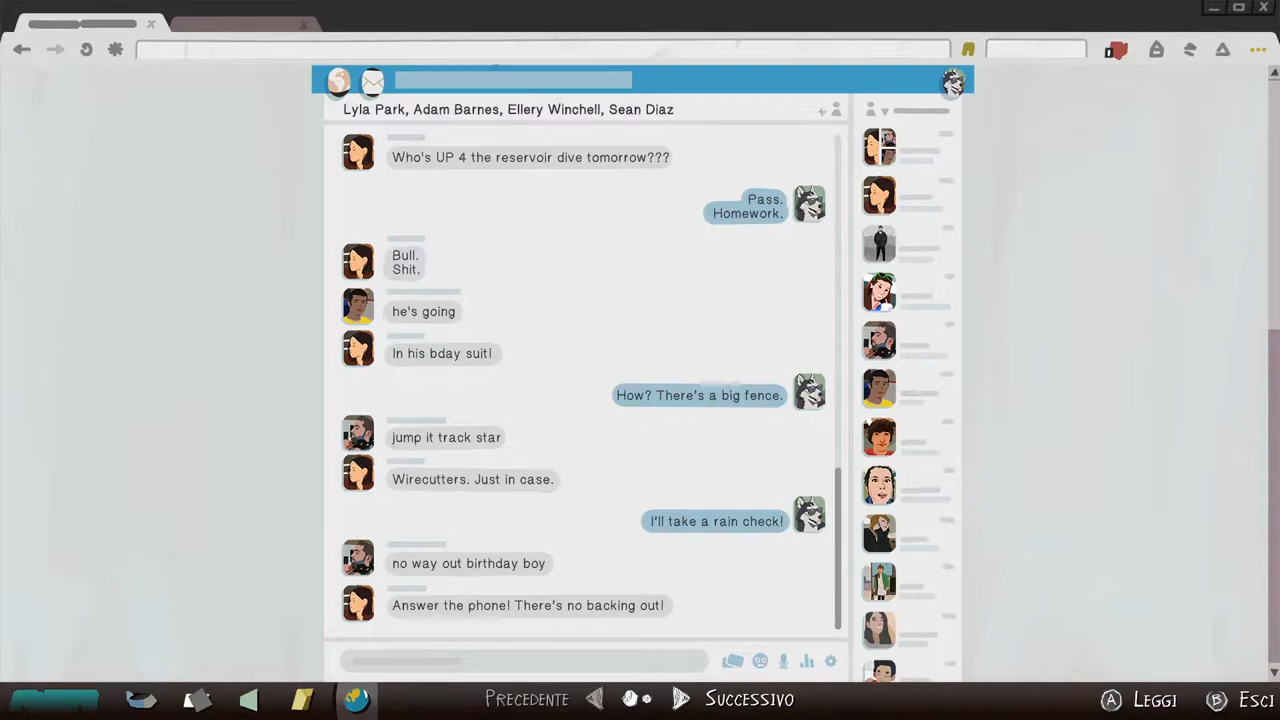 Lyla Park, Adam Barnes, Ellery Winchell, Sean Diaz
Who's UP 4 the reservoir dive tomorrow???
Pass.
Homework.
Bull.
Shit.
he's going
In his bday suit!
How? There's a big fence.
jump it track star
Wirecutters. Just in case.
I'll take a rain check!
no way out birthday boy
Answer the phone! There's no backing out!
PRECEDENTE
SUCCESSIVO
A LEGGI
B ESCI